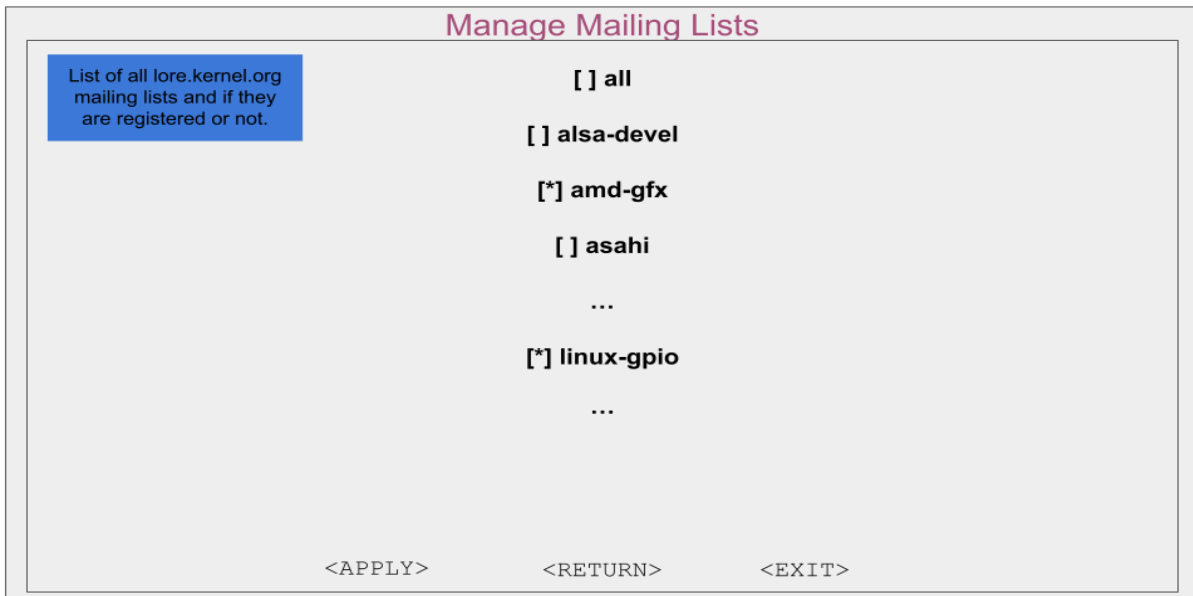 Manage Mailing Lists
List of all lore.kernel.org
mailing lists and if they
are registered or not.
[ ] all
[ ] alsa-devel
[*] amd-gfx
[ ] asahi
...
[*] linux-gpio
...
<APPLY> <RETURN> <EXIT>